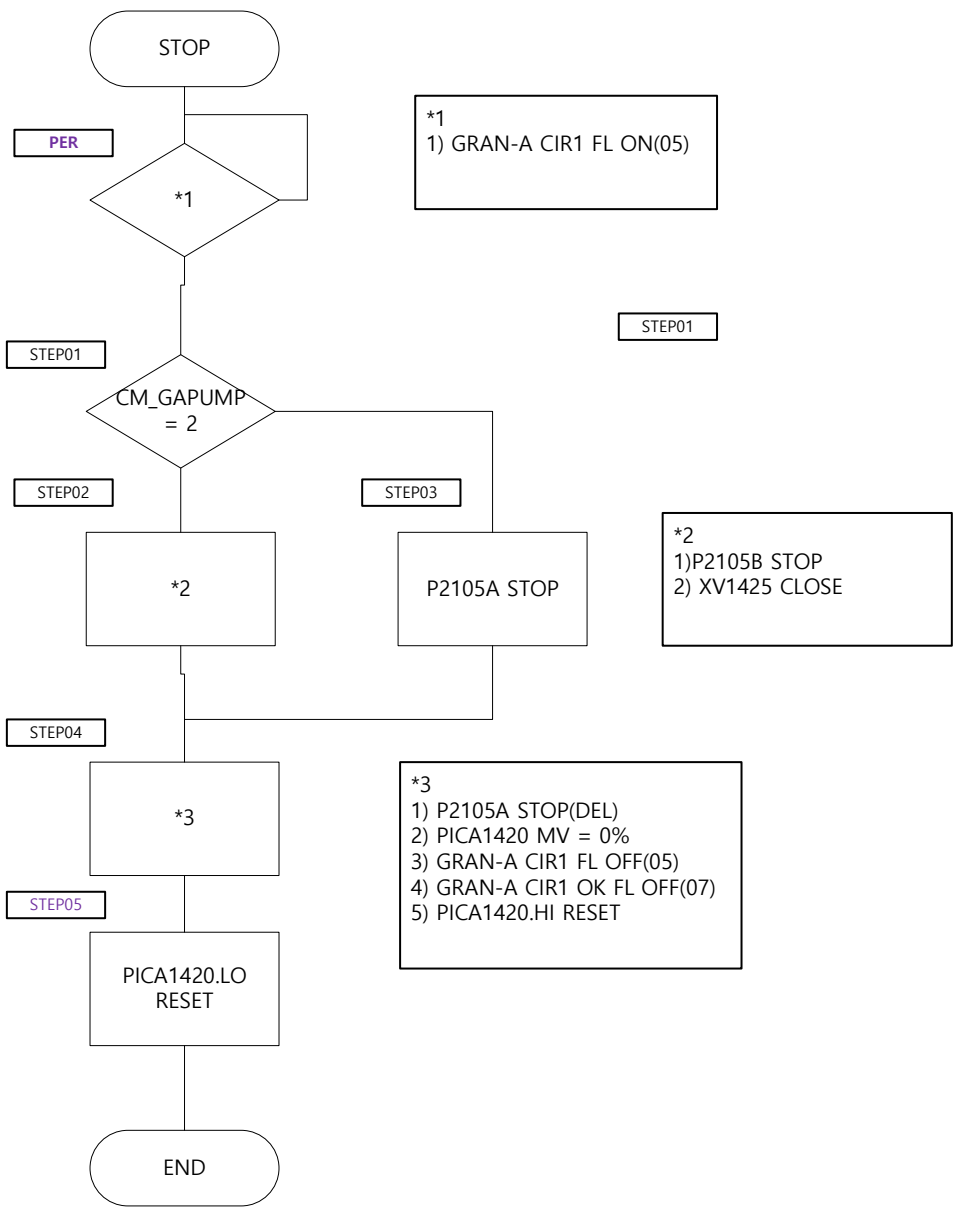 STOP
PER
*1
*1
1) GRAN-A CIR1 FL ON(05)
STEP01
STEP01
CM_GAPUMP
= 2
STEP02
STEP03
*2
P2105A STOP
*2
1)P2105B STOP
2) XV1425 CLOSE
STEP04
*3
*3
1) P2105A STOP(DEL)
2) PICA1420 MV = 0%
3) GRAN-A CIR1 FL OFF(05)
4) GRAN-A CIR1 OK FL OFF(07)
5) PICA1420.HI RESET
STEP05
PICA1420.LO
RESET
END